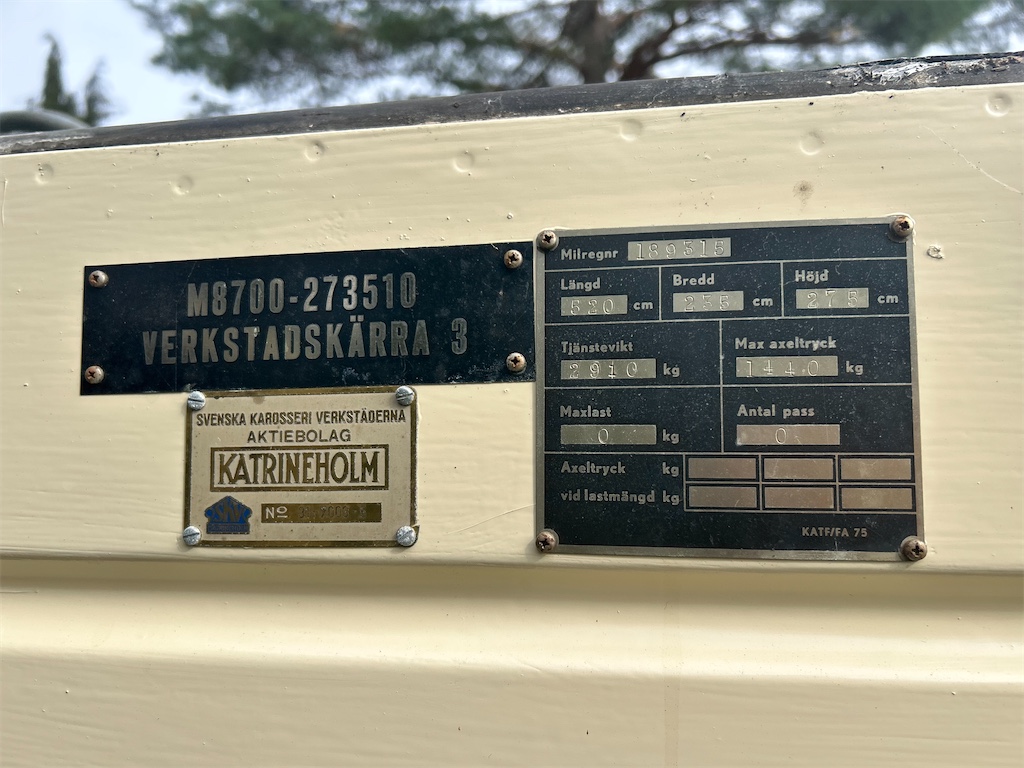 M8700-273510
VERKSTADSKÄRRA 3
SVENSKA KAROSSERI VERKSTÄDERNA
AKTIEBOLAG
KATRINEHOLM
No
Milregnr 189515
Längd Bredd Höjd
520 cm 255 cm 275 cm
Tjänstevikt Max axeltryck
2910 kg 1440 kg
Maxlast Antal pass
0 kg 0
Axeltryck kg
vid lastmängd kg
KATF/FA 75